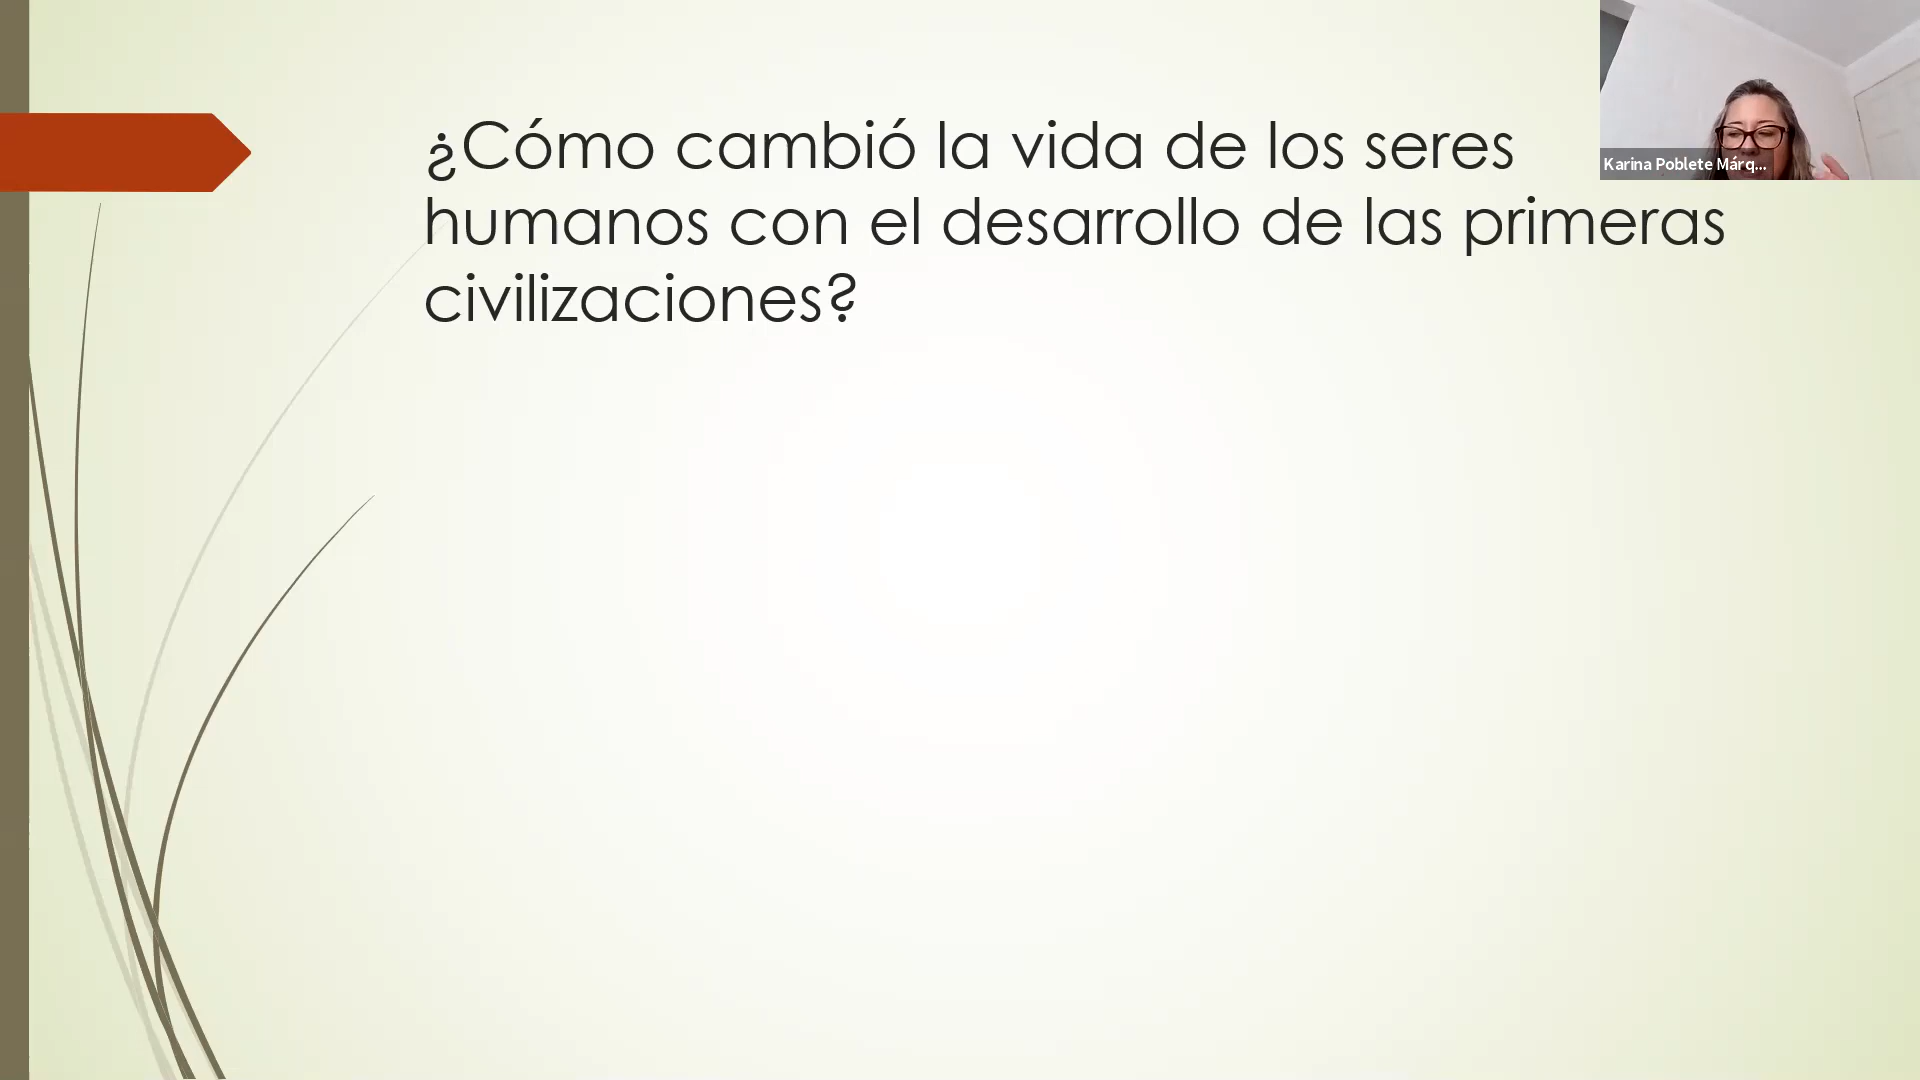 ¿Cómo cambió la vida de los seres
humanos con el desarrollo de las primeras
civilizaciones?
Karina Poblete Márq...